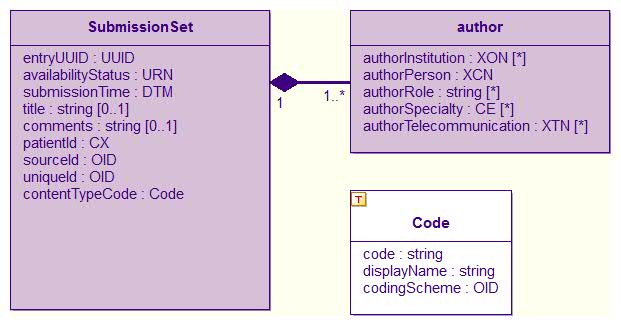 SubmissionSet
entryUUID : UUID
availabilityStatus : URN
submissionTime : DTM
title : string [0..1]
comments : string [0..1]
patientId : CX
sourceId : OID
uniqueId : OID
contentTypeCode : Code
1
1..*
author
authorInstitution : XON [*]
authorPerson : XCN
authorRole : string [*]
authorSpecialty : CE [*]
authorTelecommunication : XTN [*]
T
Code
code : string
displayName : string
codingScheme : OID